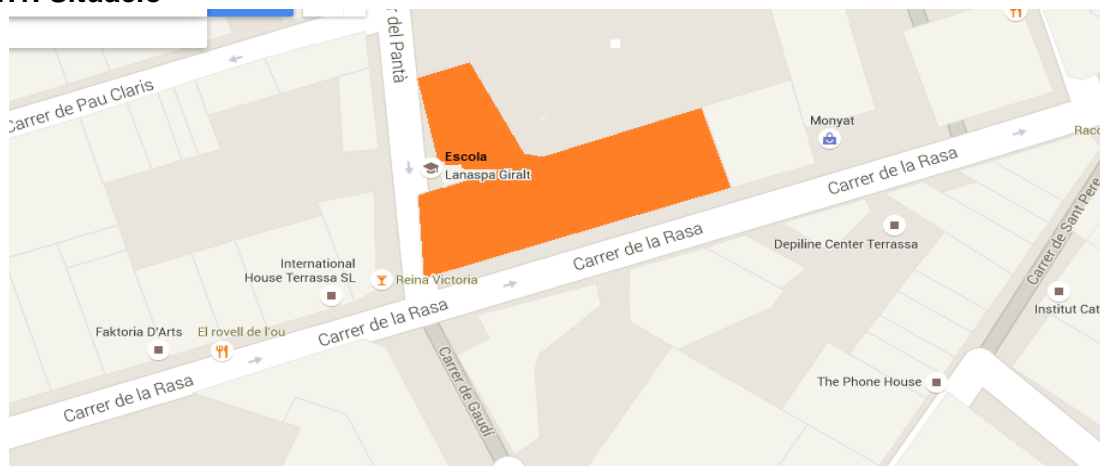 Situació
r del Pantà
Carrer de Pau Claris
Monyat
Raco
Escola
Lanaspa Giralt
Carrer de la Rasa
Carrer de la Rasa
Depiline Center Terrassa
Carrer de Sant Pere
International
House Terrassa SL
Reina Victoria
Institut Cat
Faktoria D'Arts
El rovell de l'ou
Carrer de la Rasa
Carrer de Gaudí
The Phone House
Carrer de la Rasa